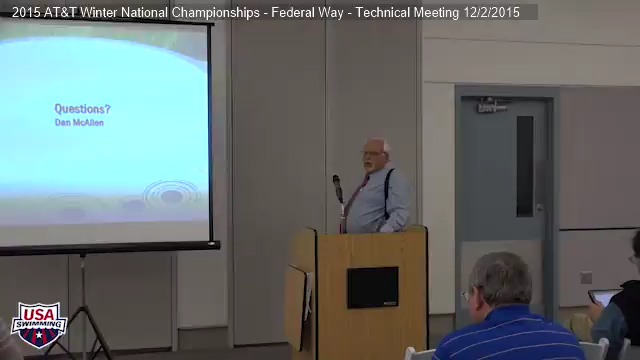 2015 AT&T Winter National Championships - Federal Way - Technical Meeting 12/2/2015
Questions?
Dan McAllen
USA
SWIMMING